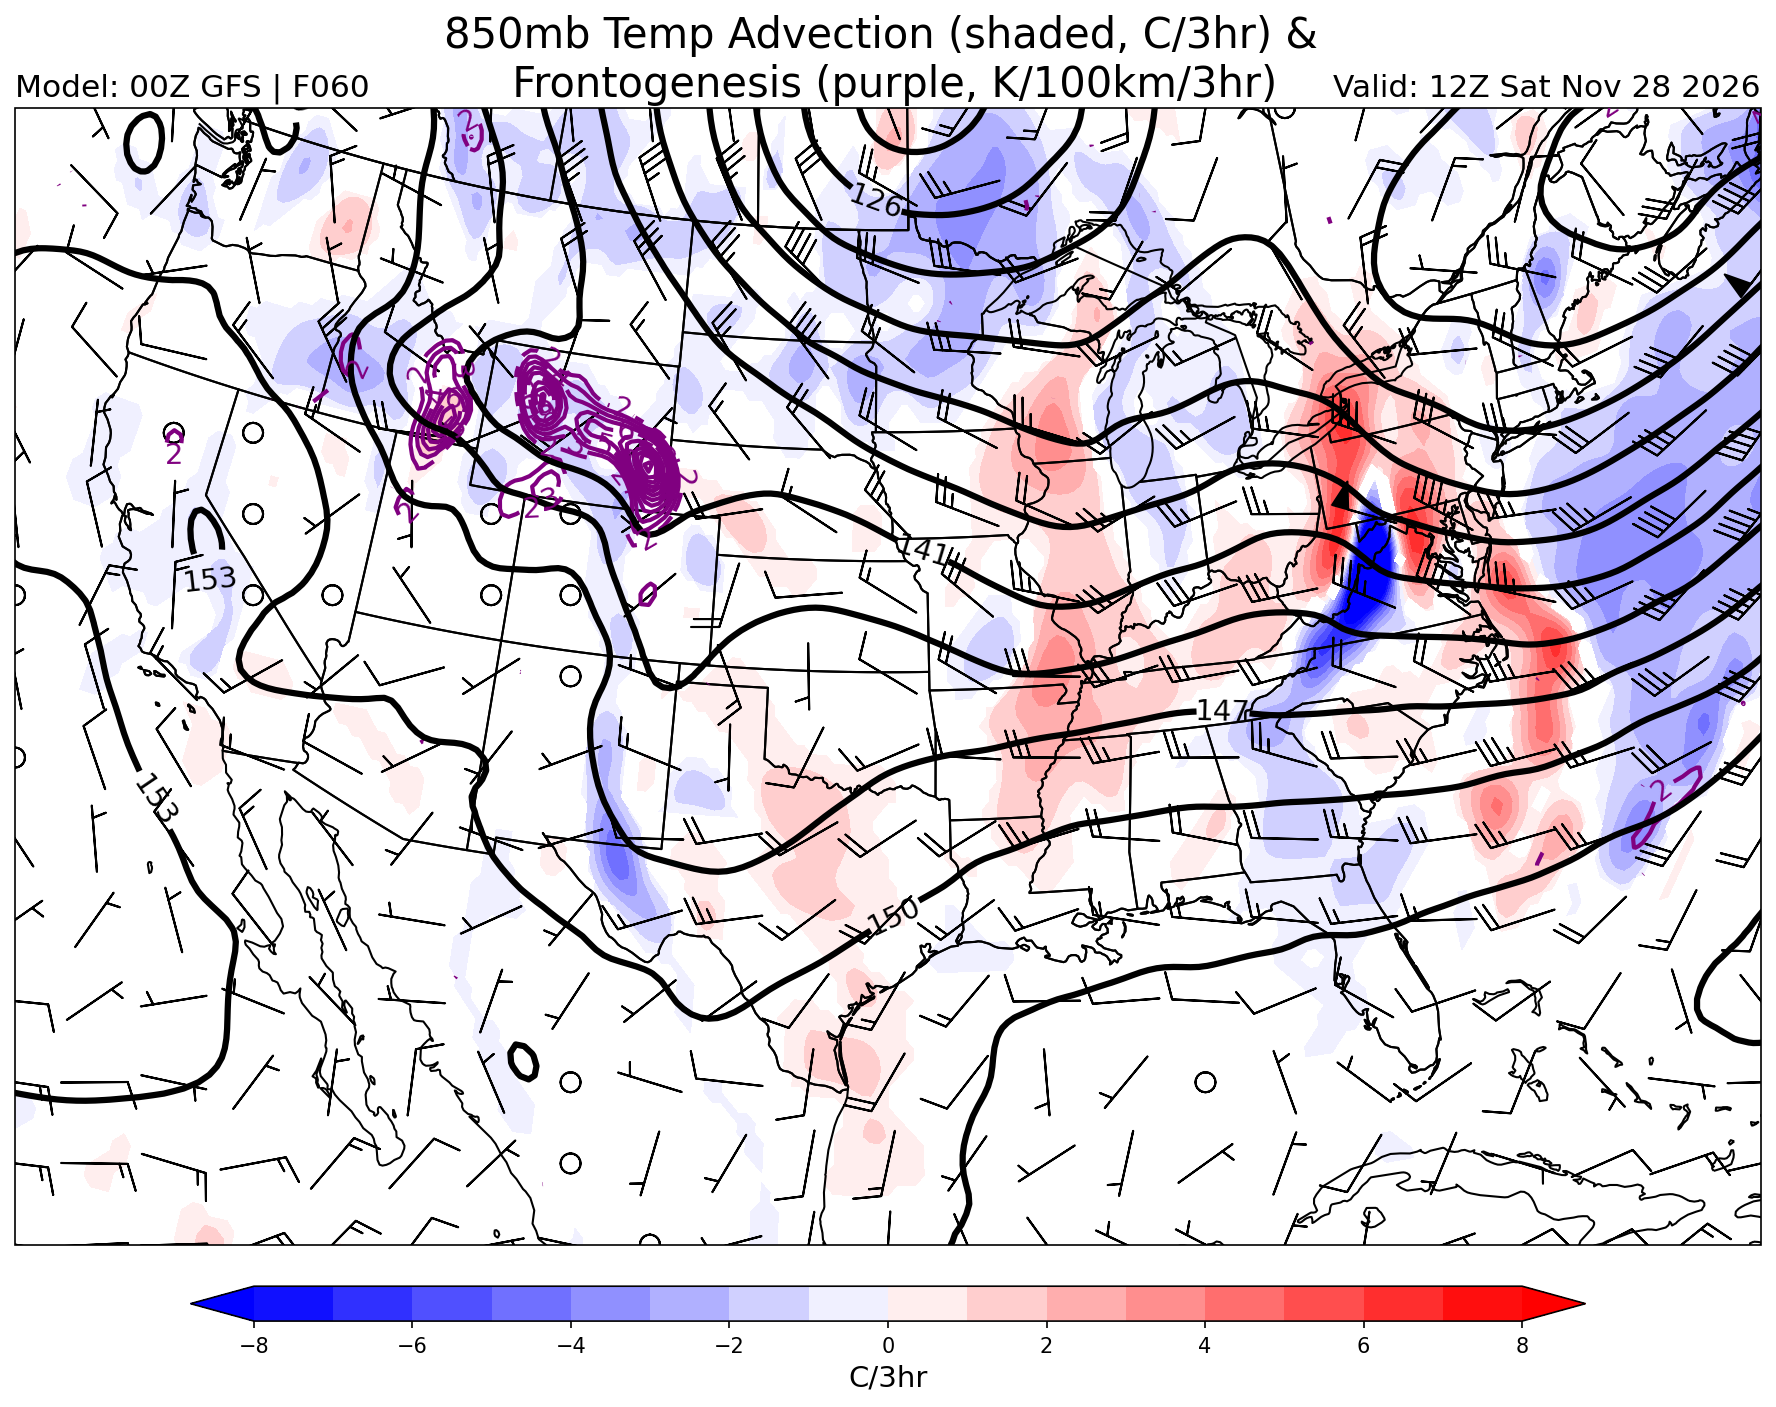 850mb Temp Advection (shaded, C/3hr) &
Frontogenesis (purple, K/100km/3hr)
Model: 00Z GFS | F060
Valid: 12Z Sat Nov 28 2026
126
141
153
147
153
150
2
2
2
2
2
2
2
−8 −6 −4 −2 0 2 4 6 8
C/3hr